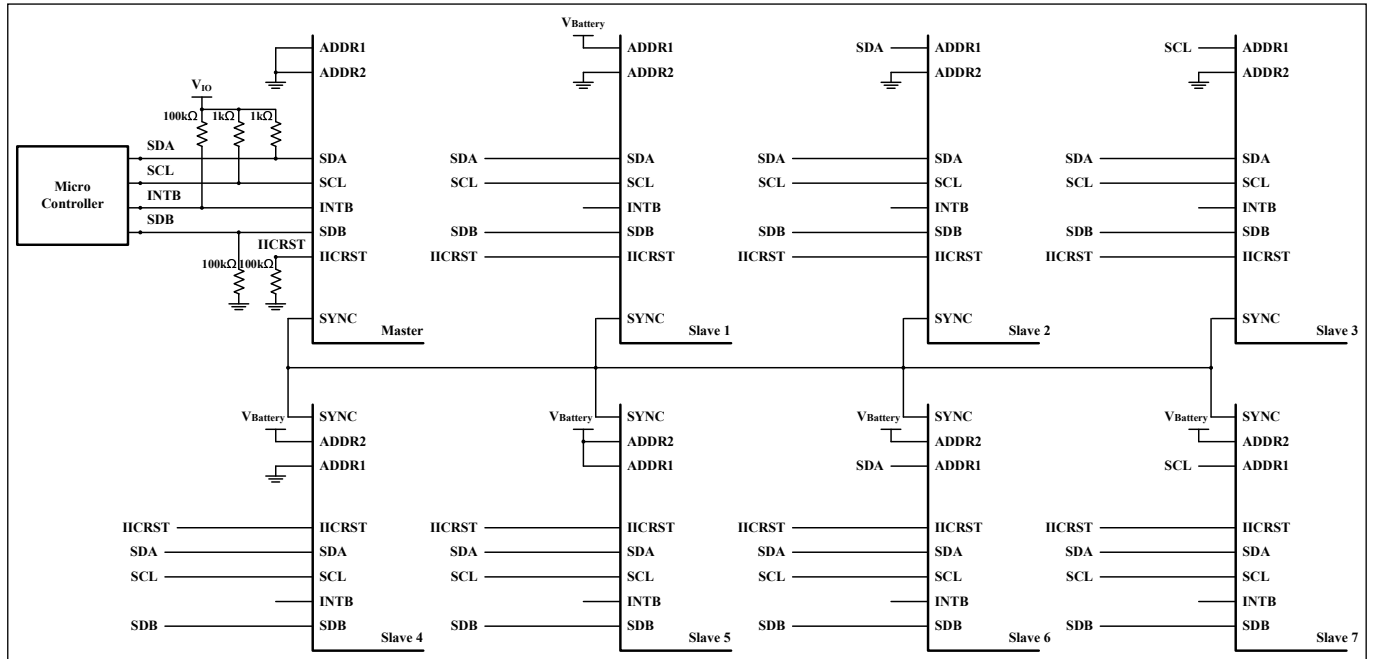 ADDR1
ADDR2
VIO
100kΩ
1kΩ
1kΩ
SDA
SCL
INTB
SDB
Micro
Controller
SDA
SCL
INTB
SDB
IICRST
IICRST
100kΩ
100kΩ
SYNC
Master
VBattery
ADDR1
ADDR2
SDA
SDA
SCL
SCL
INTB
SDB
SDB
IICRST
IICRST
SYNC
Slave 1
SDA
ADDR1
ADDR2
SDA
SDA
SCL
SCL
INTB
SDB
SDB
IICRST
IICRST
SYNC
Slave 2
SCL
ADDR1
ADDR2
SDA
SDA
SCL
SCL
INTB
SDB
SDB
IICRST
IICRST
SYNC
Slave 3
VBattery
SYNC
ADDR2
ADDR1
IICRST
IICRST
SDA
SDA
SCL
SCL
INTB
SDB
SDB
Slave 4
VBattery
SYNC
ADDR2
ADDR1
IICRST
IICRST
SDA
SDA
SCL
SCL
INTB
SDB
SDB
Slave 5
VBattery
SYNC
ADDR2
SDA
ADDR1
IICRST
IICRST
SDA
SDA
SCL
SCL
INTB
SDB
SDB
Slave 6
VBattery
SYNC
ADDR2
SCL
ADDR1
IICRST
IICRST
SDA
SDA
SCL
SCL
INTB
SDB
SDB
Slave 7